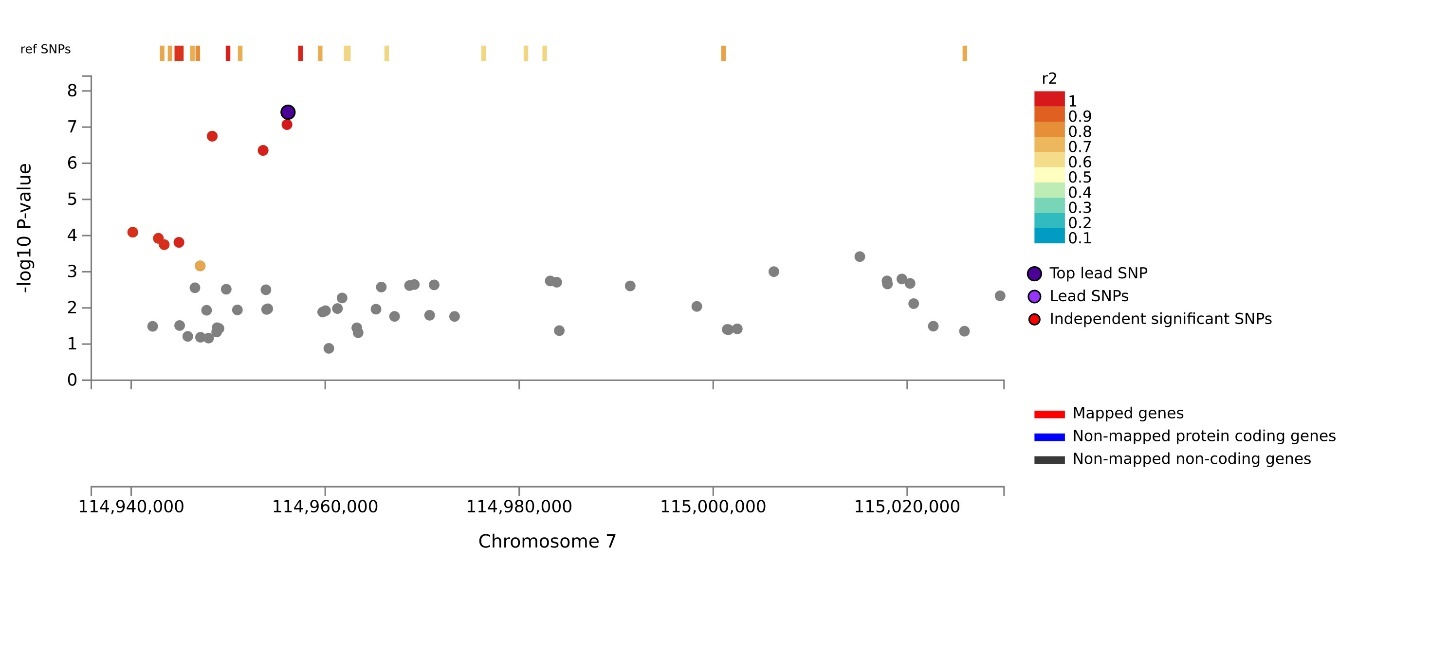 ref SNPs
r2
8
7
6
5
4
3
2
1
0
-log10 P-value
1
0.9
0.8
0.7
0.6
0.5
0.4
0.3
0.2
0.1
Top lead SNP
Lead SNPs
Independent significant SNPs
Mapped genes
Non-mapped protein coding genes
Non-mapped non-coding genes
114,940,000 114,960,000 114,980,000 115,000,000 115,020,000
Chromosome 7